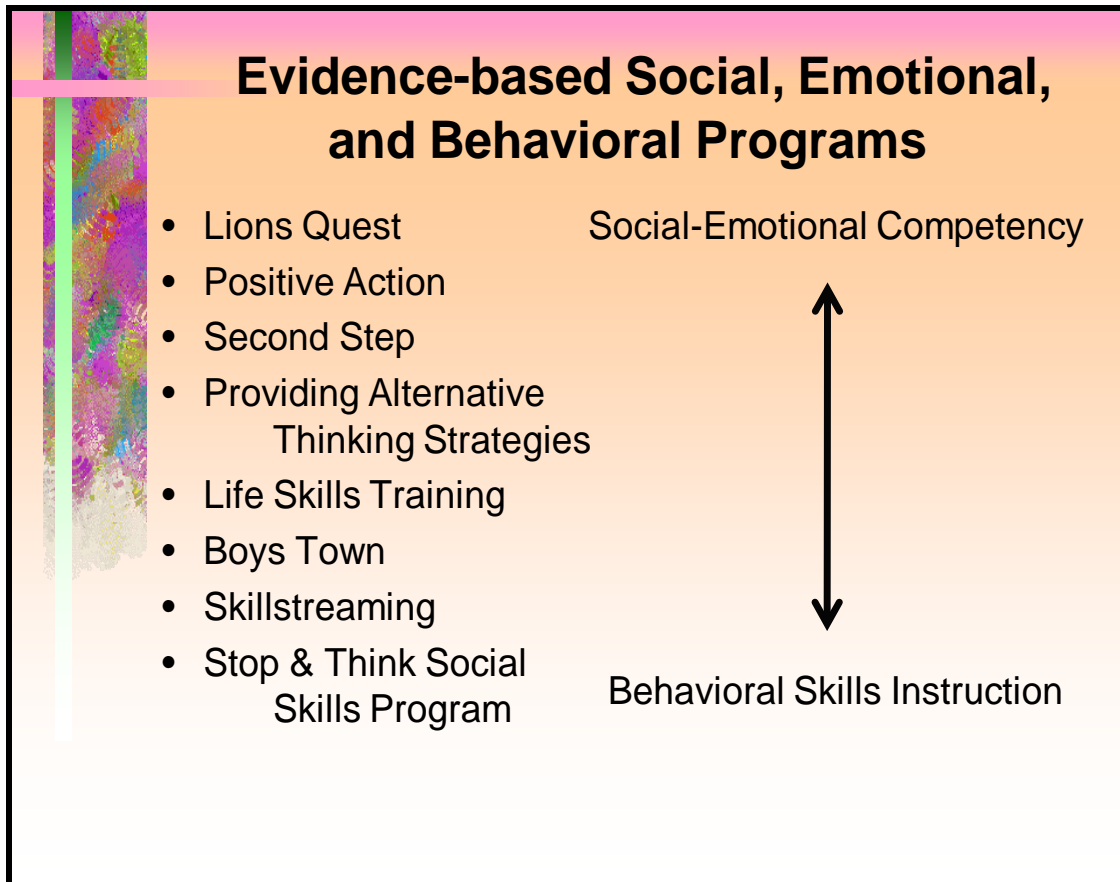 Evidence-based Social, Emotional,
and Behavioral Programs
• Lions Quest
• Positive Action
• Second Step
• Providing Alternative
Thinking Strategies
• Life Skills Training
• Boys Town
• Skillstreaming
• Stop & Think Social
Skills Program
Social-Emotional Competency
Behavioral Skills Instruction